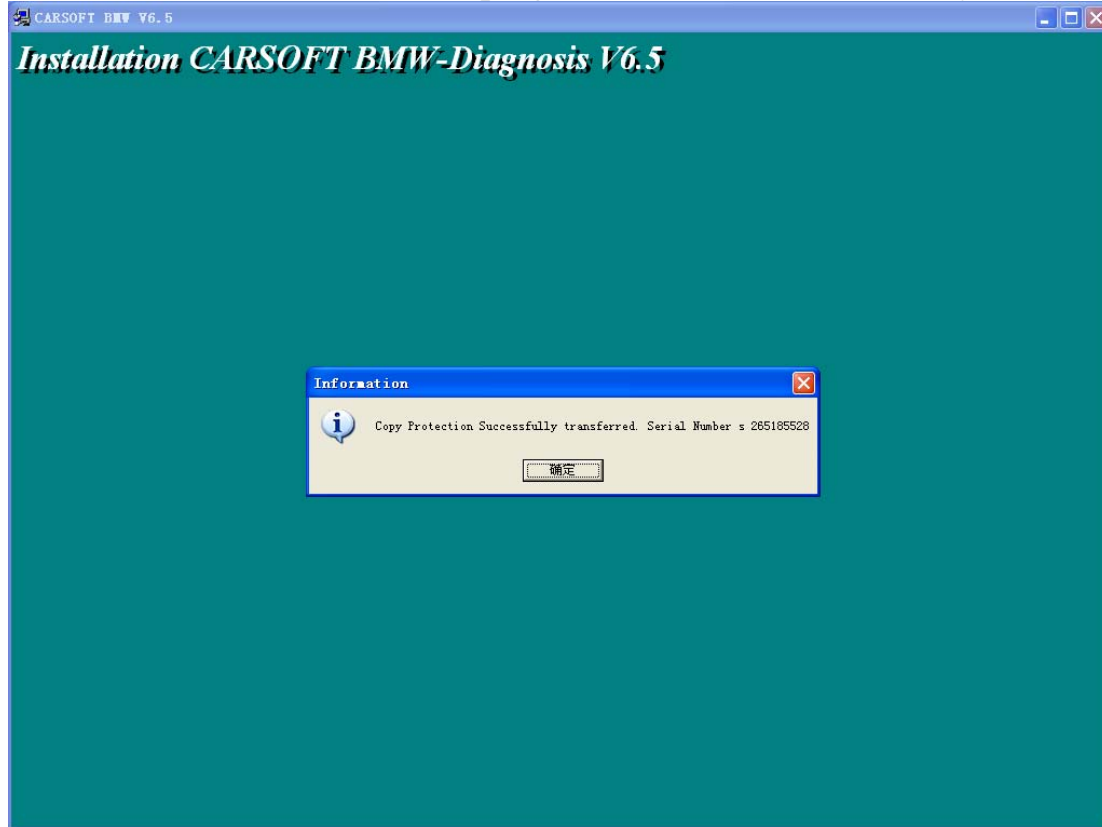 CARSOFT BMW V6.5
Installation CARSOFT BMW-Diagnosis V6.5
Information
Copy Protection Successfully transferred. Serial Number s 265185528
确定